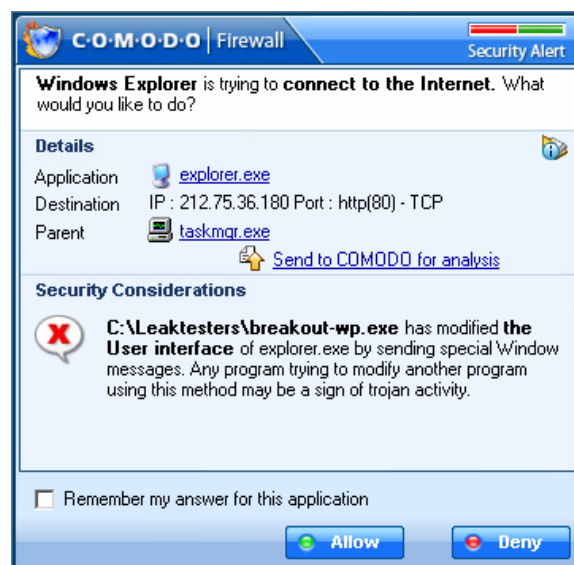 C·O·M·O·D·O | Firewall
Security Alert
Windows Explorer is trying to connect to the Internet. What
would you like to do?
Details
Application explorer.exe
Destination IP : 212.75.36.180 Port : http(80) - TCP
Parent taskmgr.exe
Send to COMODO for analysis
Security Considerations
C:\Leaktesters\breakout-wp.exe has modified the
User interface of explorer.exe by sending special Window
messages. Any program trying to modify another program
using this method may be a sign of trojan activity.
Remember my answer for this application
Allow Deny